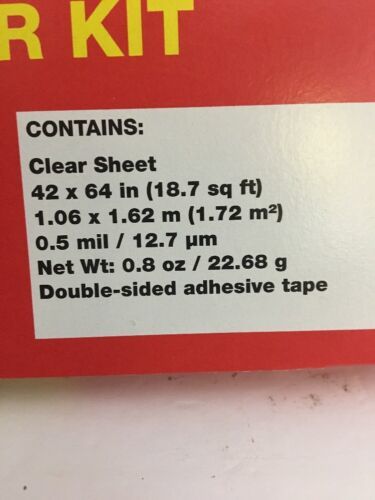 R KIT
CONTAINS:
Clear Sheet
42 x 64 in (18.7 sq ft)
1.06 x 1.62 m (1.72 m²)
0.5 mil / 12.7 µm
Net Wt: 0.8 oz / 22.68 g
Double-sided adhesive tape